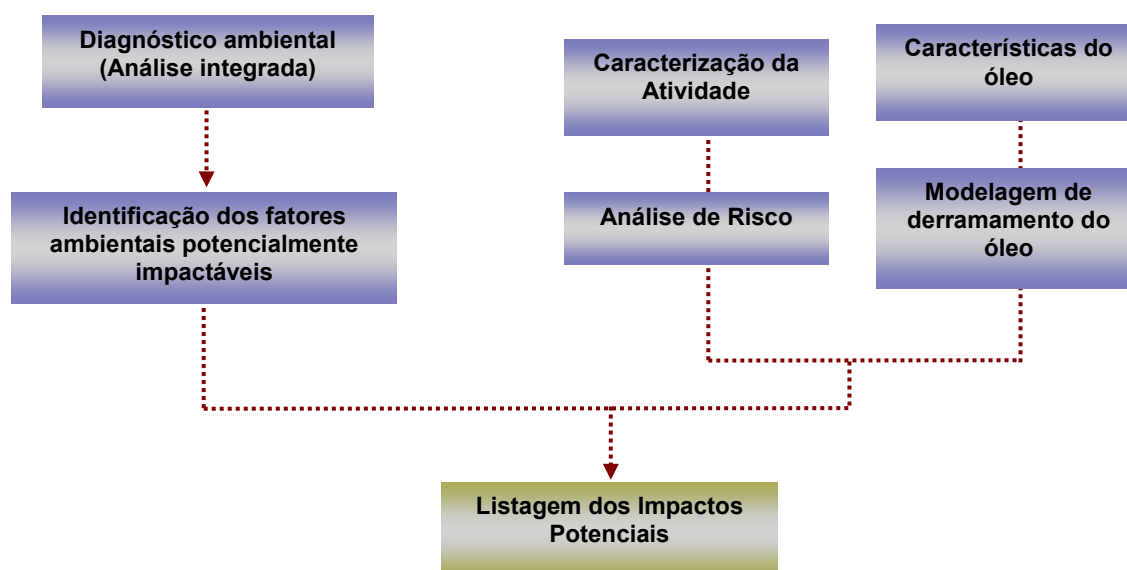 Diagnóstico ambiental
(Análise integrada)
Caracterização da
Atividade
Características do
óleo
Identificação dos fatores
ambientais potencialmente
impactáveis
Análise de Risco
Modelagem de
derramamento do
óleo
Listagem dos Impactos
Potenciais